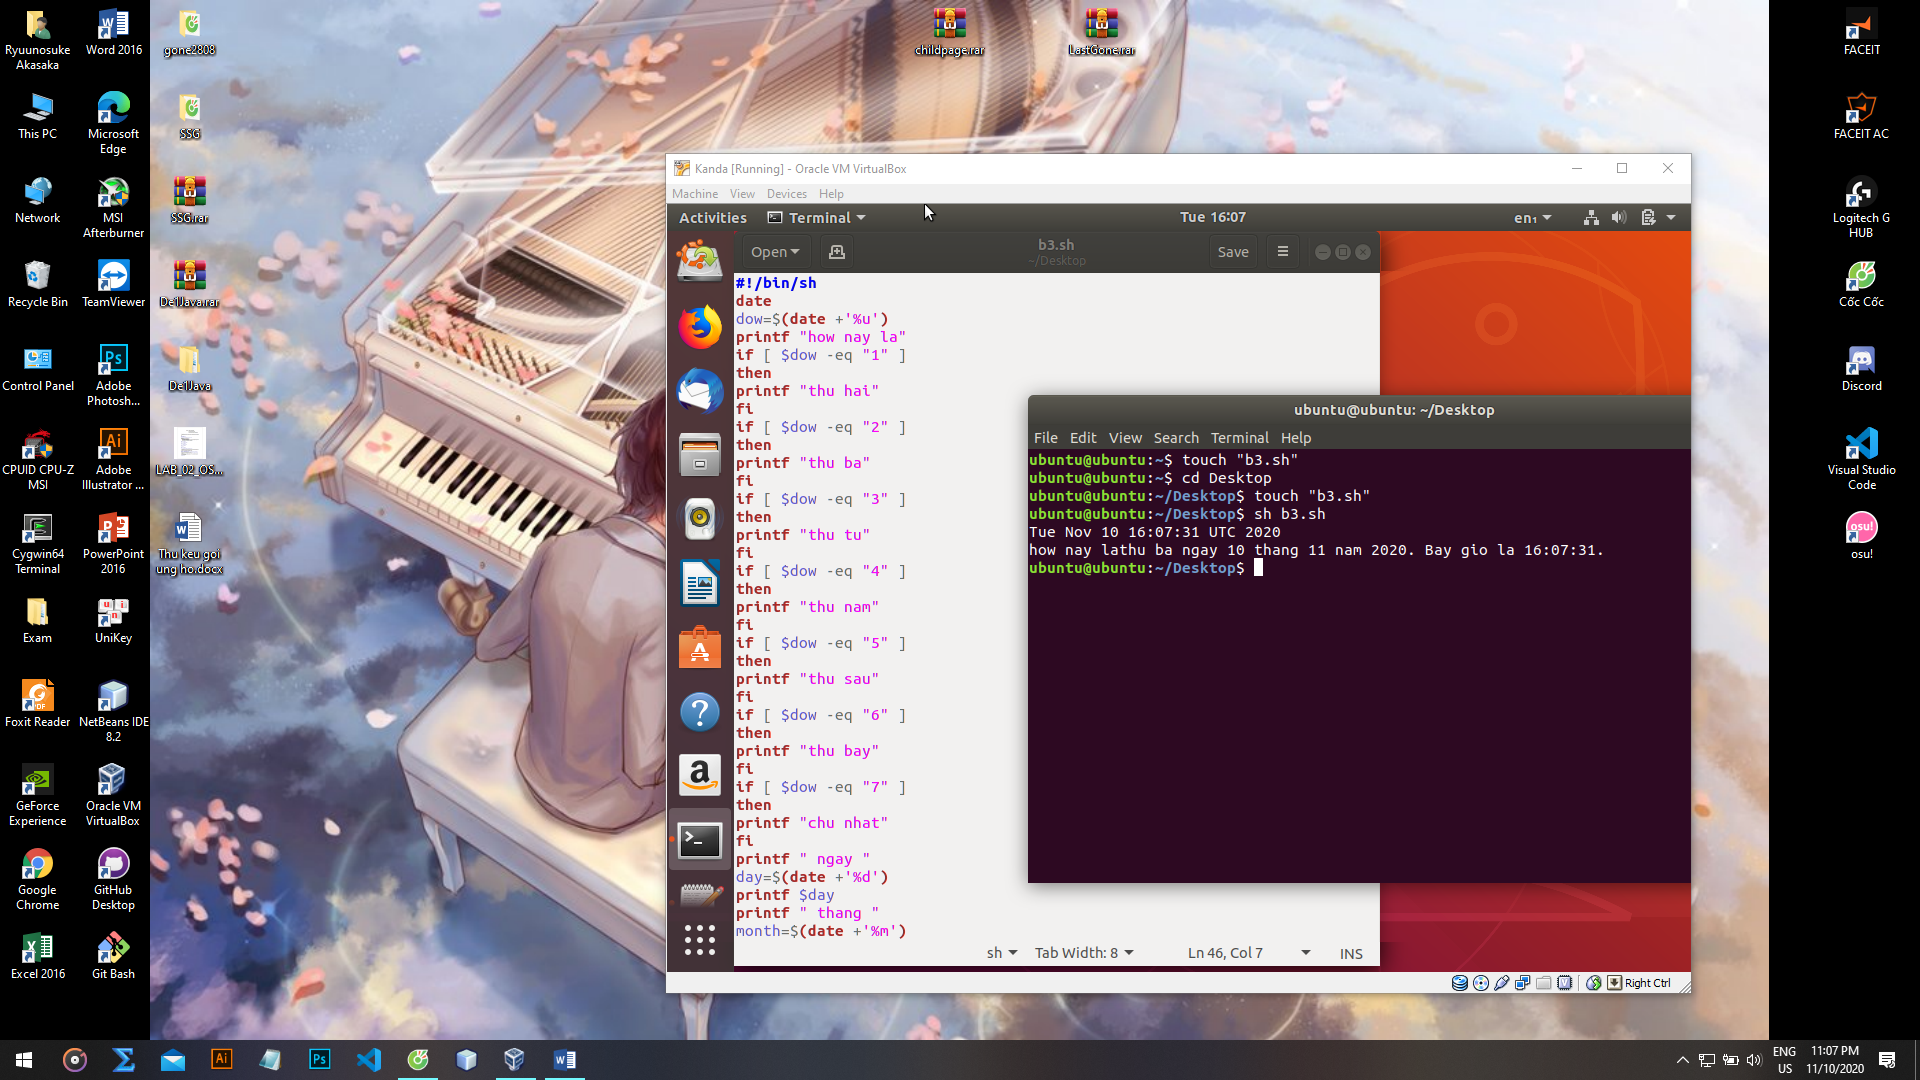 Ryuunosuke
Akasaka
Word 2016
gone2808
childpage.rar
LastGone.rar
FACEIT
This PC
Microsoft
Edge
SSG
FACEIT AC
Network
MSI
Afterburner
SSG.rar
Logitech G
HUB
Recycle Bin
TeamViewer
De1Java.rar
Cốc Cốc
Control Panel
Adobe
Photosh...
De1Java
Discord
CPUID CPU-Z
MSI
Adobe
Illustrator ...
LAB_02_OS...
Visual Studio
Code
Cygwin64
Terminal
PowerPoint
2016
Thu keu goi
ung ho.docx
osu!
osu!
Exam
UniKey
Foxit Reader
NetBeans IDE
8.2
GeForce
Experience
Oracle VM
VirtualBox
Google
Chrome
GitHub
Desktop
Excel 2016
Git Bash
Kanda [Running] - Oracle VM VirtualBox
Machine View Devices Help
Activities Terminal Tue 16:07 en₁
Open b3.sh Save
~/Desktop
#!/bin/sh
date
dow=$(date +'%u')
printf "how nay la"
if [ $dow -eq "1" ]
then
printf "thu hai"
fi
if [ $dow -eq "2" ]
then
printf "thu ba"
fi
if [ $dow -eq "3" ]
then
printf "thu tu"
fi
if [ $dow -eq "4" ]
then
printf "thu nam"
fi
if [ $dow -eq "5" ]
then
printf "thu sau"
fi
if [ $dow -eq "6" ]
then
printf "thu bay"
fi
if [ $dow -eq "7" ]
then
printf "chu nhat"
fi
printf " ngay "
day=$(date +'%d')
printf $day
printf " thang "
month=$(date +'%m')
sh Tab Width: 8 Ln 46, Col 7 INS
ubuntu@ubuntu: ~/Desktop
File Edit View Search Terminal Help
ubuntu@ubuntu:~$ touch "b3.sh"
ubuntu@ubuntu:~$ cd Desktop
ubuntu@ubuntu:~/Desktop$ touch "b3.sh"
ubuntu@ubuntu:~/Desktop$ sh b3.sh
Tue Nov 10 16:07:31 UTC 2020
how nay lathu ba ngay 10 thang 11 nam 2020. Bay gio la 16:07:31.
ubuntu@ubuntu:~/Desktop$
Right Ctrl
ENG
US
11:07 PM
11/10/2020